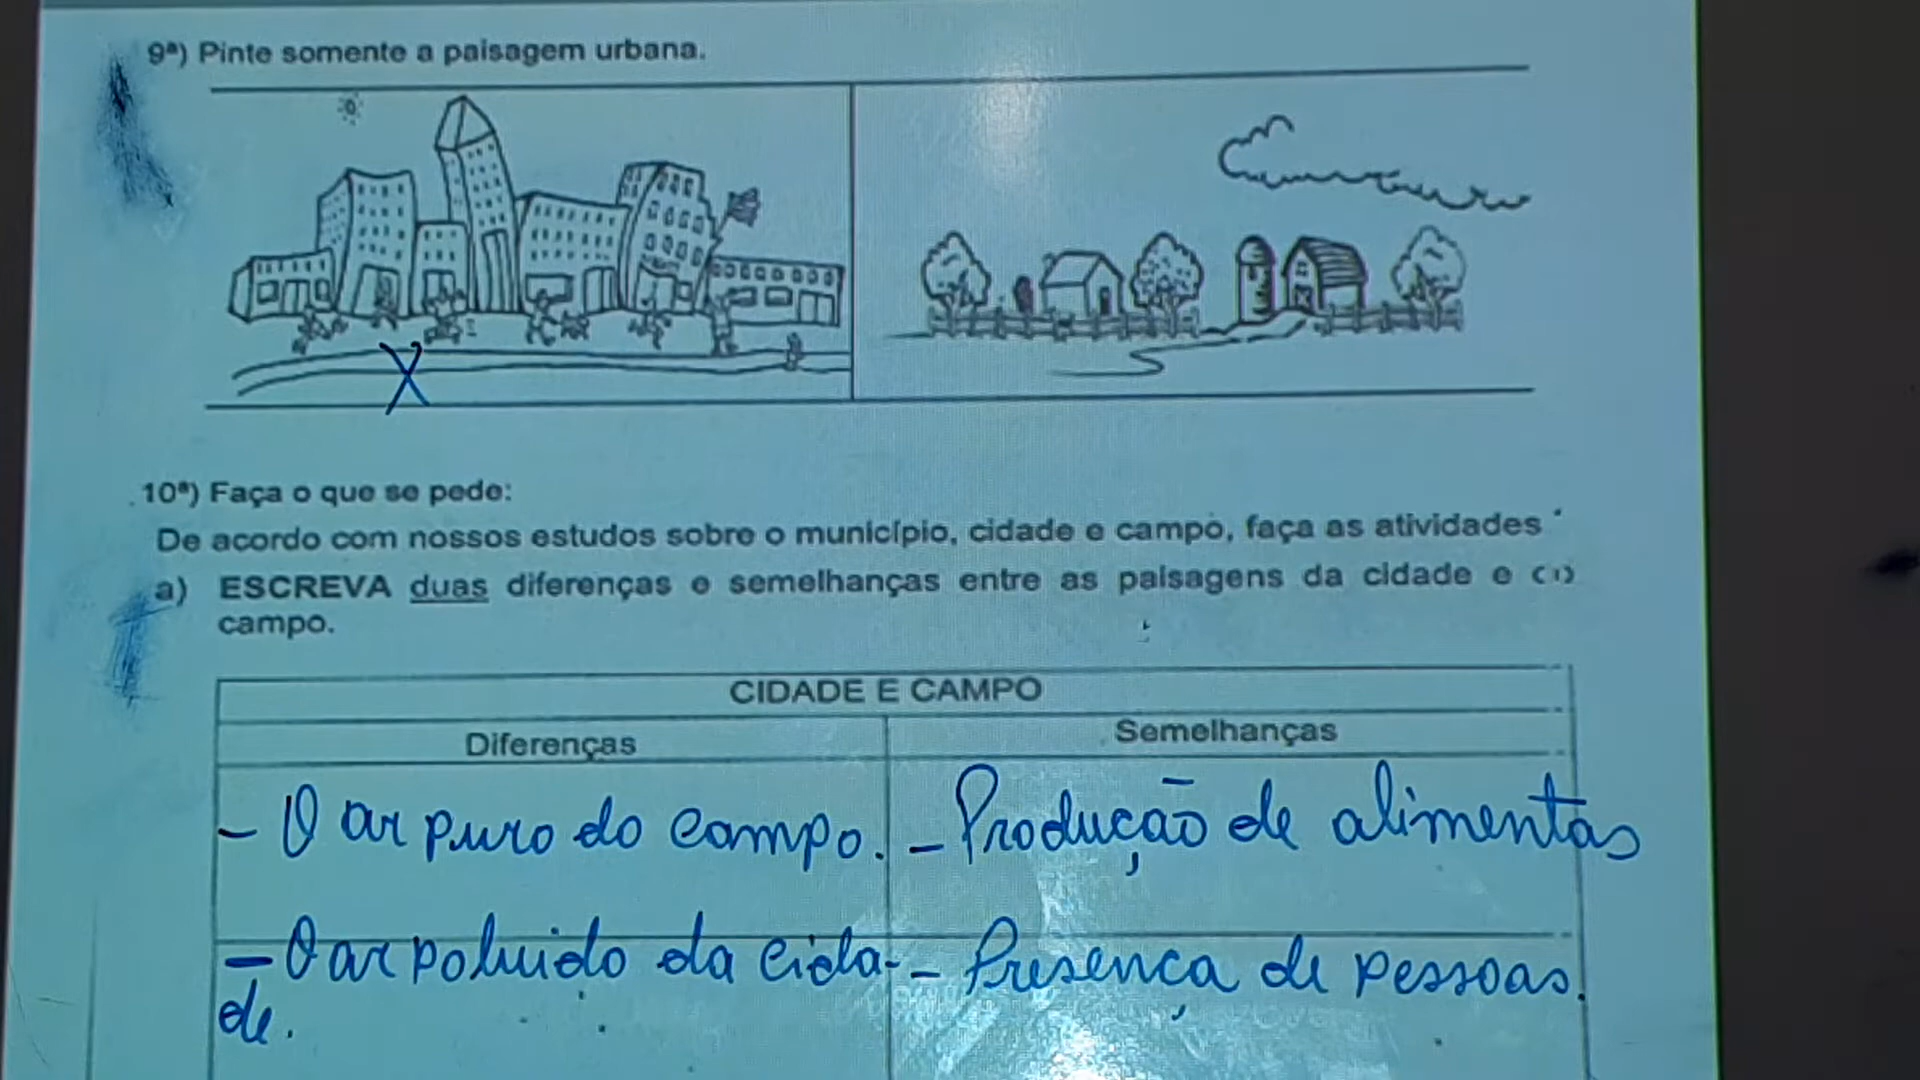 9ª) Pinte somente a paisagem urbana.
X
10ª) Faça o que se pede:
De acordo com nossos estudos sobre o município, cidade e campo, faça as atividades
a) ESCREVA duas diferenças e semelhanças entre as paisagens da cidade e
campo.
CIDADE E CAMPO
Diferenças
Semelhanças
- O ar puro do campo.
- Produção de alimentos
- O ar poluido da cida-
de.
- Presença de pessoas.